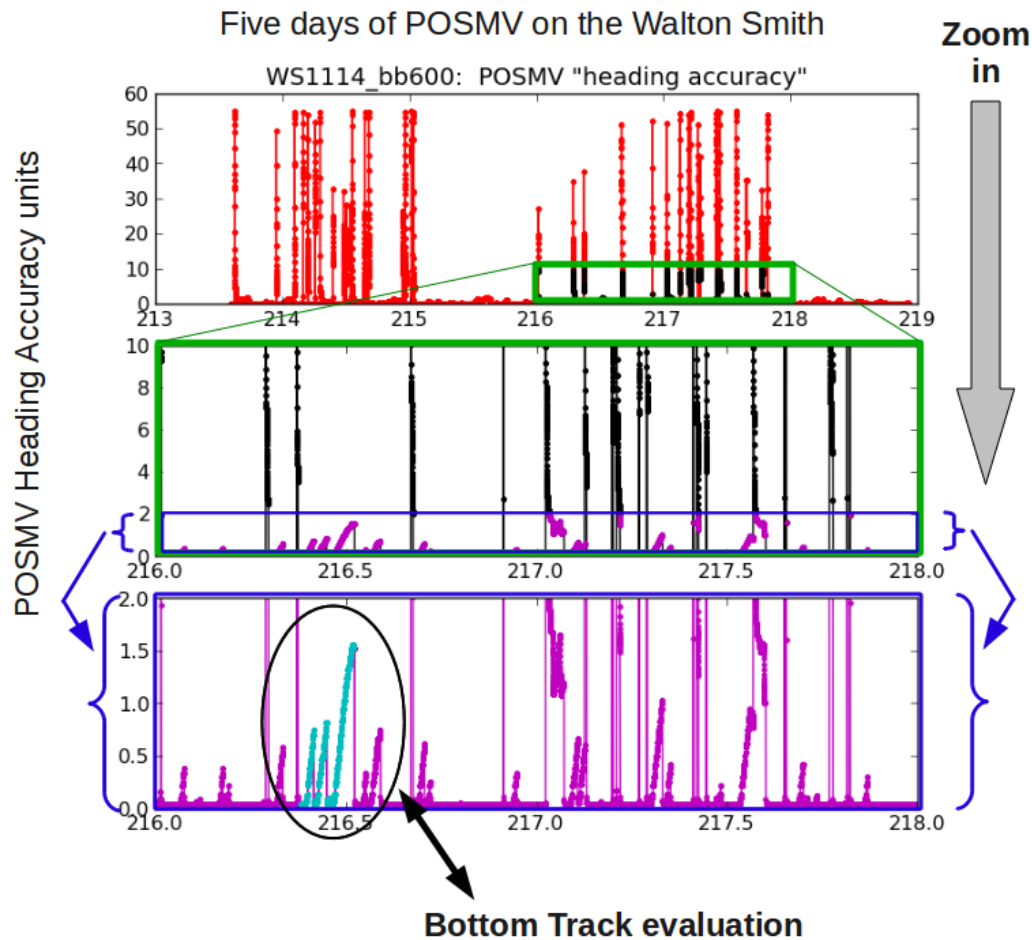 Five days of POSMV on the Walton Smith
Zoom
in
WS1114_bb600: POSMV "heading accuracy"
POSMV Heading Accuracy units
60
50
40
30
20
10
0
213 214 215 216 217 218 219
10
8
6
4
2
0
216.0 216.5 217.0 217.5 218.0
2.0
1.5
1.0
0.5
0.0
216.0 216.5 217.0 217.5 218.0
Bottom Track evaluation